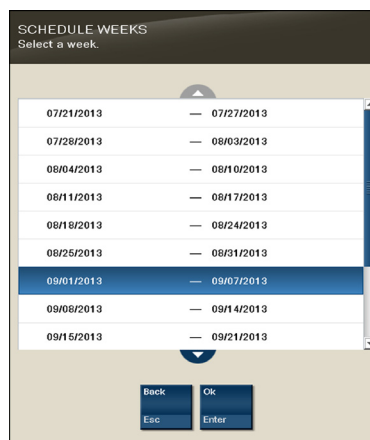 SCHEDULE WEEKS
Select a week.
07/21/2013 — 07/27/2013
07/28/2013 — 08/03/2013
08/04/2013 — 08/10/2013
08/11/2013 — 08/17/2013
08/18/2013 — 08/24/2013
08/25/2013 — 08/31/2013
09/01/2013 — 09/07/2013
09/08/2013 — 09/14/2013
09/15/2013 — 09/21/2013
Back Ok
Esc Enter